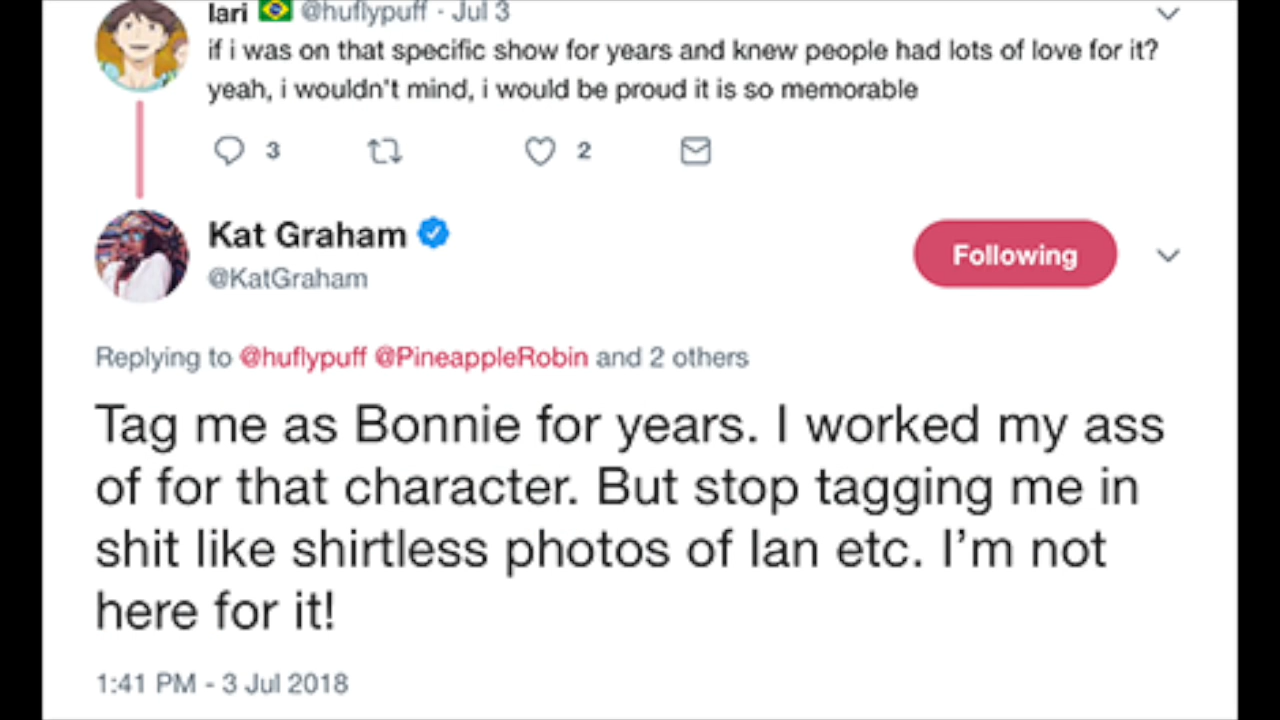 lari 🇧🇷 @huflypuff · Jul 3
if i was on that specific show for years and knew people had lots of love for it?
yeah, i wouldn't mind, i would be proud it is so memorable
3 2
Kat Graham
@KatGraham
Following
Replying to @huflypuff @PineappleRobin and 2 others
Tag me as Bonnie for years. I worked my ass
of for that character. But stop tagging me in
shit like shirtless photos of Ian etc. I’m not
here for it!
1:41 PM - 3 Jul 2018